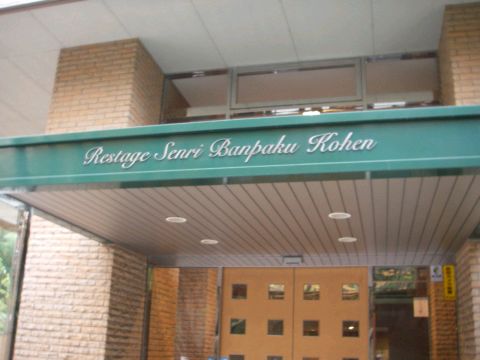 Restage Senri Banpaku Kohen